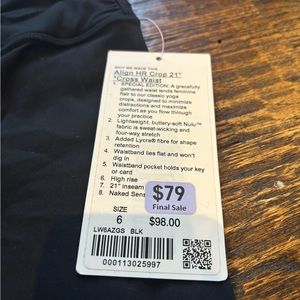 WHY WE MADE THIS
Align HR Crop 21"
*Cross Waist
1. SPECIAL EDITION: A gracefully
gathered waist lends feminine
flair to our classic yoga
crops, designed to minimize
distractions and maximize
comfort as you flow through
your practice
2. Lightweight, buttery-soft Nulu™
fabric is sweat-wicking and
four-way stretch
3. Added Lycra® fibre for shape
retention
4. Waistband lies flat and won't
dig in
5. Waistband pocket holds your key
or card
6. High rise
7. 21" inseam
8. Naked Sens
$79
Final Sale
SIZE
6
$98.00
LW6AZGS BLK
000113025997